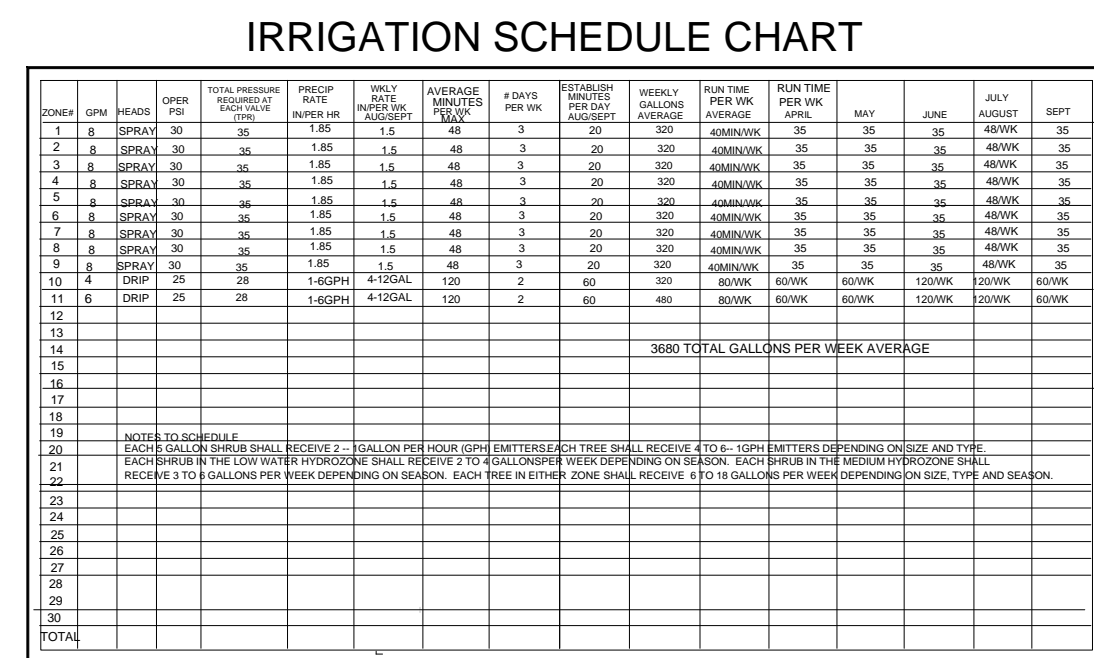 IRRIGATION SCHEDULE CHART
ZONE# GPM HEADS OPER PSI TOTAL PRESSURE REQUIRED AT EACH VALVE (TPR) PRECIP RATE IN/PER HR WKLY RATE IN/PER WK AUG/SEPT AVERAGE MINUTES PER WK MAX # DAYS PER WK ESTABLISH MINUTES PER DAY AUG/SEPT WEEKLY GALLONS AVERAGE RUN TIME PER WK AVERAGE RUN TIME PER WK APRIL MAY JUNE JULY AUGUST SEPT
1 8 SPRAY 30 35 1.85 1.5 48 3 20 320 40MIN/WK 35 35 35 48/WK 35
2 8 SPRAY 30 35 1.85 1.5 48 3 20 320 40MIN/WK 35 35 35 48/WK 35
3 8 SPRAY 30 35 1.85 1.5 48 3 20 320 40MIN/WK 35 35 35 48/WK 35
4 8 SPRAY 30 35 1.85 1.5 48 3 20 320 40MIN/WK 35 35 35 48/WK 35
5 8 SPRAY 30 35 1.85 1.5 48 3 20 320 40MIN/WK 35 35 35 48/WK 35
6 8 SPRAY 30 35 1.85 1.5 48 3 20 320 40MIN/WK 35 35 35 48/WK 35
7 8 SPRAY 30 35 1.85 1.5 48 3 20 320 40MIN/WK 35 35 35 48/WK 35
8 8 SPRAY 30 35 1.85 1.5 48 3 20 320 40MIN/WK 35 35 35 48/WK 35
9 8 SPRAY 30 35 1.85 1.5 48 3 20 320 40MIN/WK 35 35 35 48/WK 35
10 4 DRIP 25 28 1-6GPH 4-12GAL 120 2 60 320 80/WK 60/WK 60/WK 120/WK 120/WK 60/WK
11 6 DRIP 25 28 1-6GPH 4-12GAL 120 2 60 480 80/WK 60/WK 60/WK 120/WK 120/WK 60/WK
12
13
14 3680 TOTAL GALLONS PER WEEK AVERAGE
15
16
17
18
19 NOTES TO SCHEDULE
20 EACH 5 GALLON SHRUB SHALL RECEIVE 2 -- 1GALLON PER HOUR (GPH) EMITTERS.EACH TREE SHALL RECEIVE 4 TO 6-- 1GPH EMITTERS DEPENDING ON SIZE AND TYPE.
21 EACH SHRUB IN THE LOW WATER HYDROZONE SHALL RECEIVE 2 TO 4 GALLONSPER WEEK DEPENDING ON SEASON. EACH SHRUB IN THE MEDIUM HYDROZONE SHALL
22 RECEIVE 3 TO 6 GALLONS PER WEEK DEPENDING ON SEASON. EACH TREE IN EITHER ZONE SHALL RECEIVE 6 TO 18 GALLONS PER WEEK DEPENDING ON SIZE, TYPE AND SEASON.
23
24
25
26
27
28
29
30
TOTAL